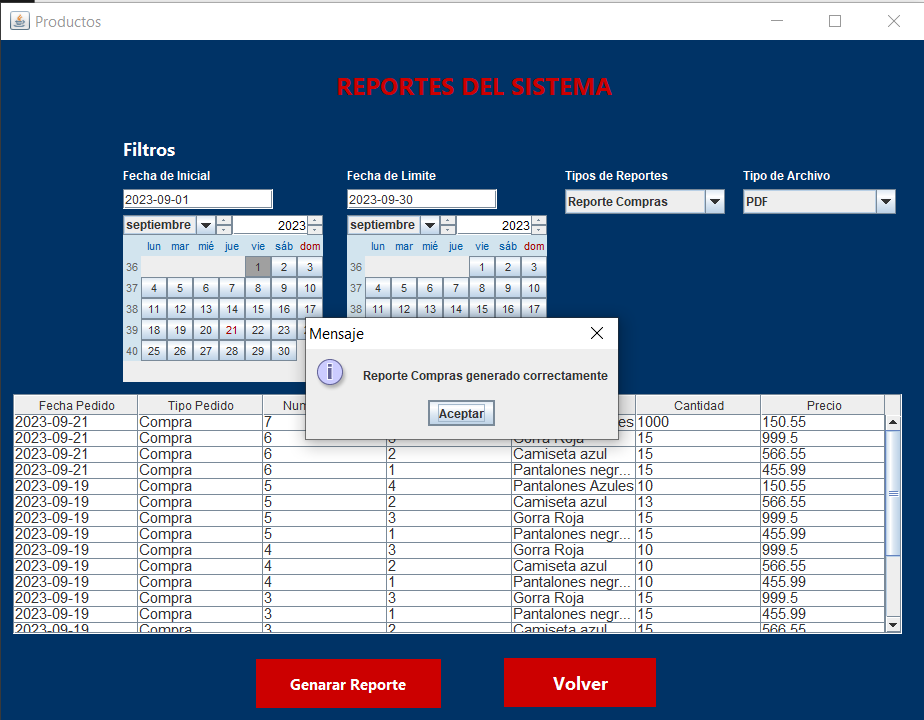 Productos
REPORTES DEL SISTEMA
Filtros
Fecha de Inicial Fecha de Limite Tipos de Reportes Tipo de Archivo
2023-09-01 2023-09-30 Reporte Compras PDF
septiembre 2023 septiembre 2023
lun mar mié jue vie sáb dom lun mar mié jue vie sáb dom
36 1 2 3 36 1 2 3
37 4 5 6 7 8 9 10 37 4 5 6 7 8 9 10
38 11 12 13 14 15 16 17 38 11 12 13 14 15 16 17
39 18 19 20 21 22 23
40 25 26 27 28 29 30
Mensaje
Reporte Compras generado correctamente
Aceptar
Fecha Pedido Tipo Pedido Cantidad Precio
2023-09-21 Compra 7 1000 150.55
2023-09-21 Compra 6 Gorra Roja 15 999.5
2023-09-21 Compra 6 2 Camiseta azul 15 566.55
2023-09-21 Compra 6 1 Pantalones negr... 15 455.99
2023-09-19 Compra 5 4 Pantalones Azules 10 150.55
2023-09-19 Compra 5 2 Camiseta azul 13 566.55
2023-09-19 Compra 5 3 Gorra Roja 15 999.5
2023-09-19 Compra 5 1 Pantalones negr... 15 455.99
2023-09-19 Compra 4 3 Gorra Roja 10 999.5
2023-09-19 Compra 4 2 Camiseta azul 10 566.55
2023-09-19 Compra 4 1 Pantalones negr... 10 455.99
2023-09-19 Compra 3 3 Gorra Roja 15 999.5
2023-09-19 Compra 3 1 Pantalones negr... 15 455.99
2023-09-19 Compra 3 2 Camiseta azul 15 566.55
Genarar Reporte Volver